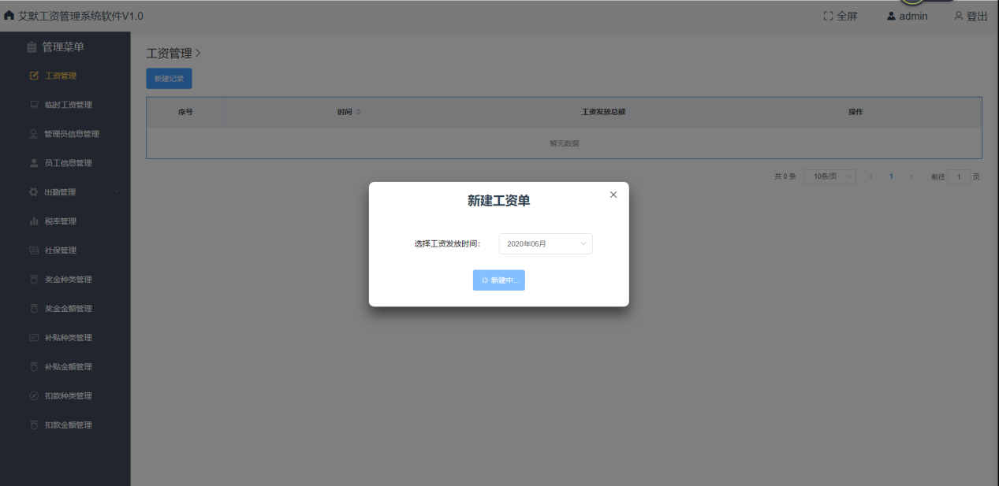 艾默工资管理系统软件V1.0
全屏 admin 登出
管理菜单
工资管理
临时工资管理
管理员信息管理
员工信息管理
出勤管理
税率管理
社保管理
奖金种类管理
奖金金额管理
补贴种类管理
补贴金额管理
扣款种类管理
扣款金额管理
工资管理
新建记录
序号 时间 工资发放总额 操作
暂无数据
共 0 条 10条/页 1 前往 1 页
新建工资单
选择工资发放时间: 2020年06月
新建中...